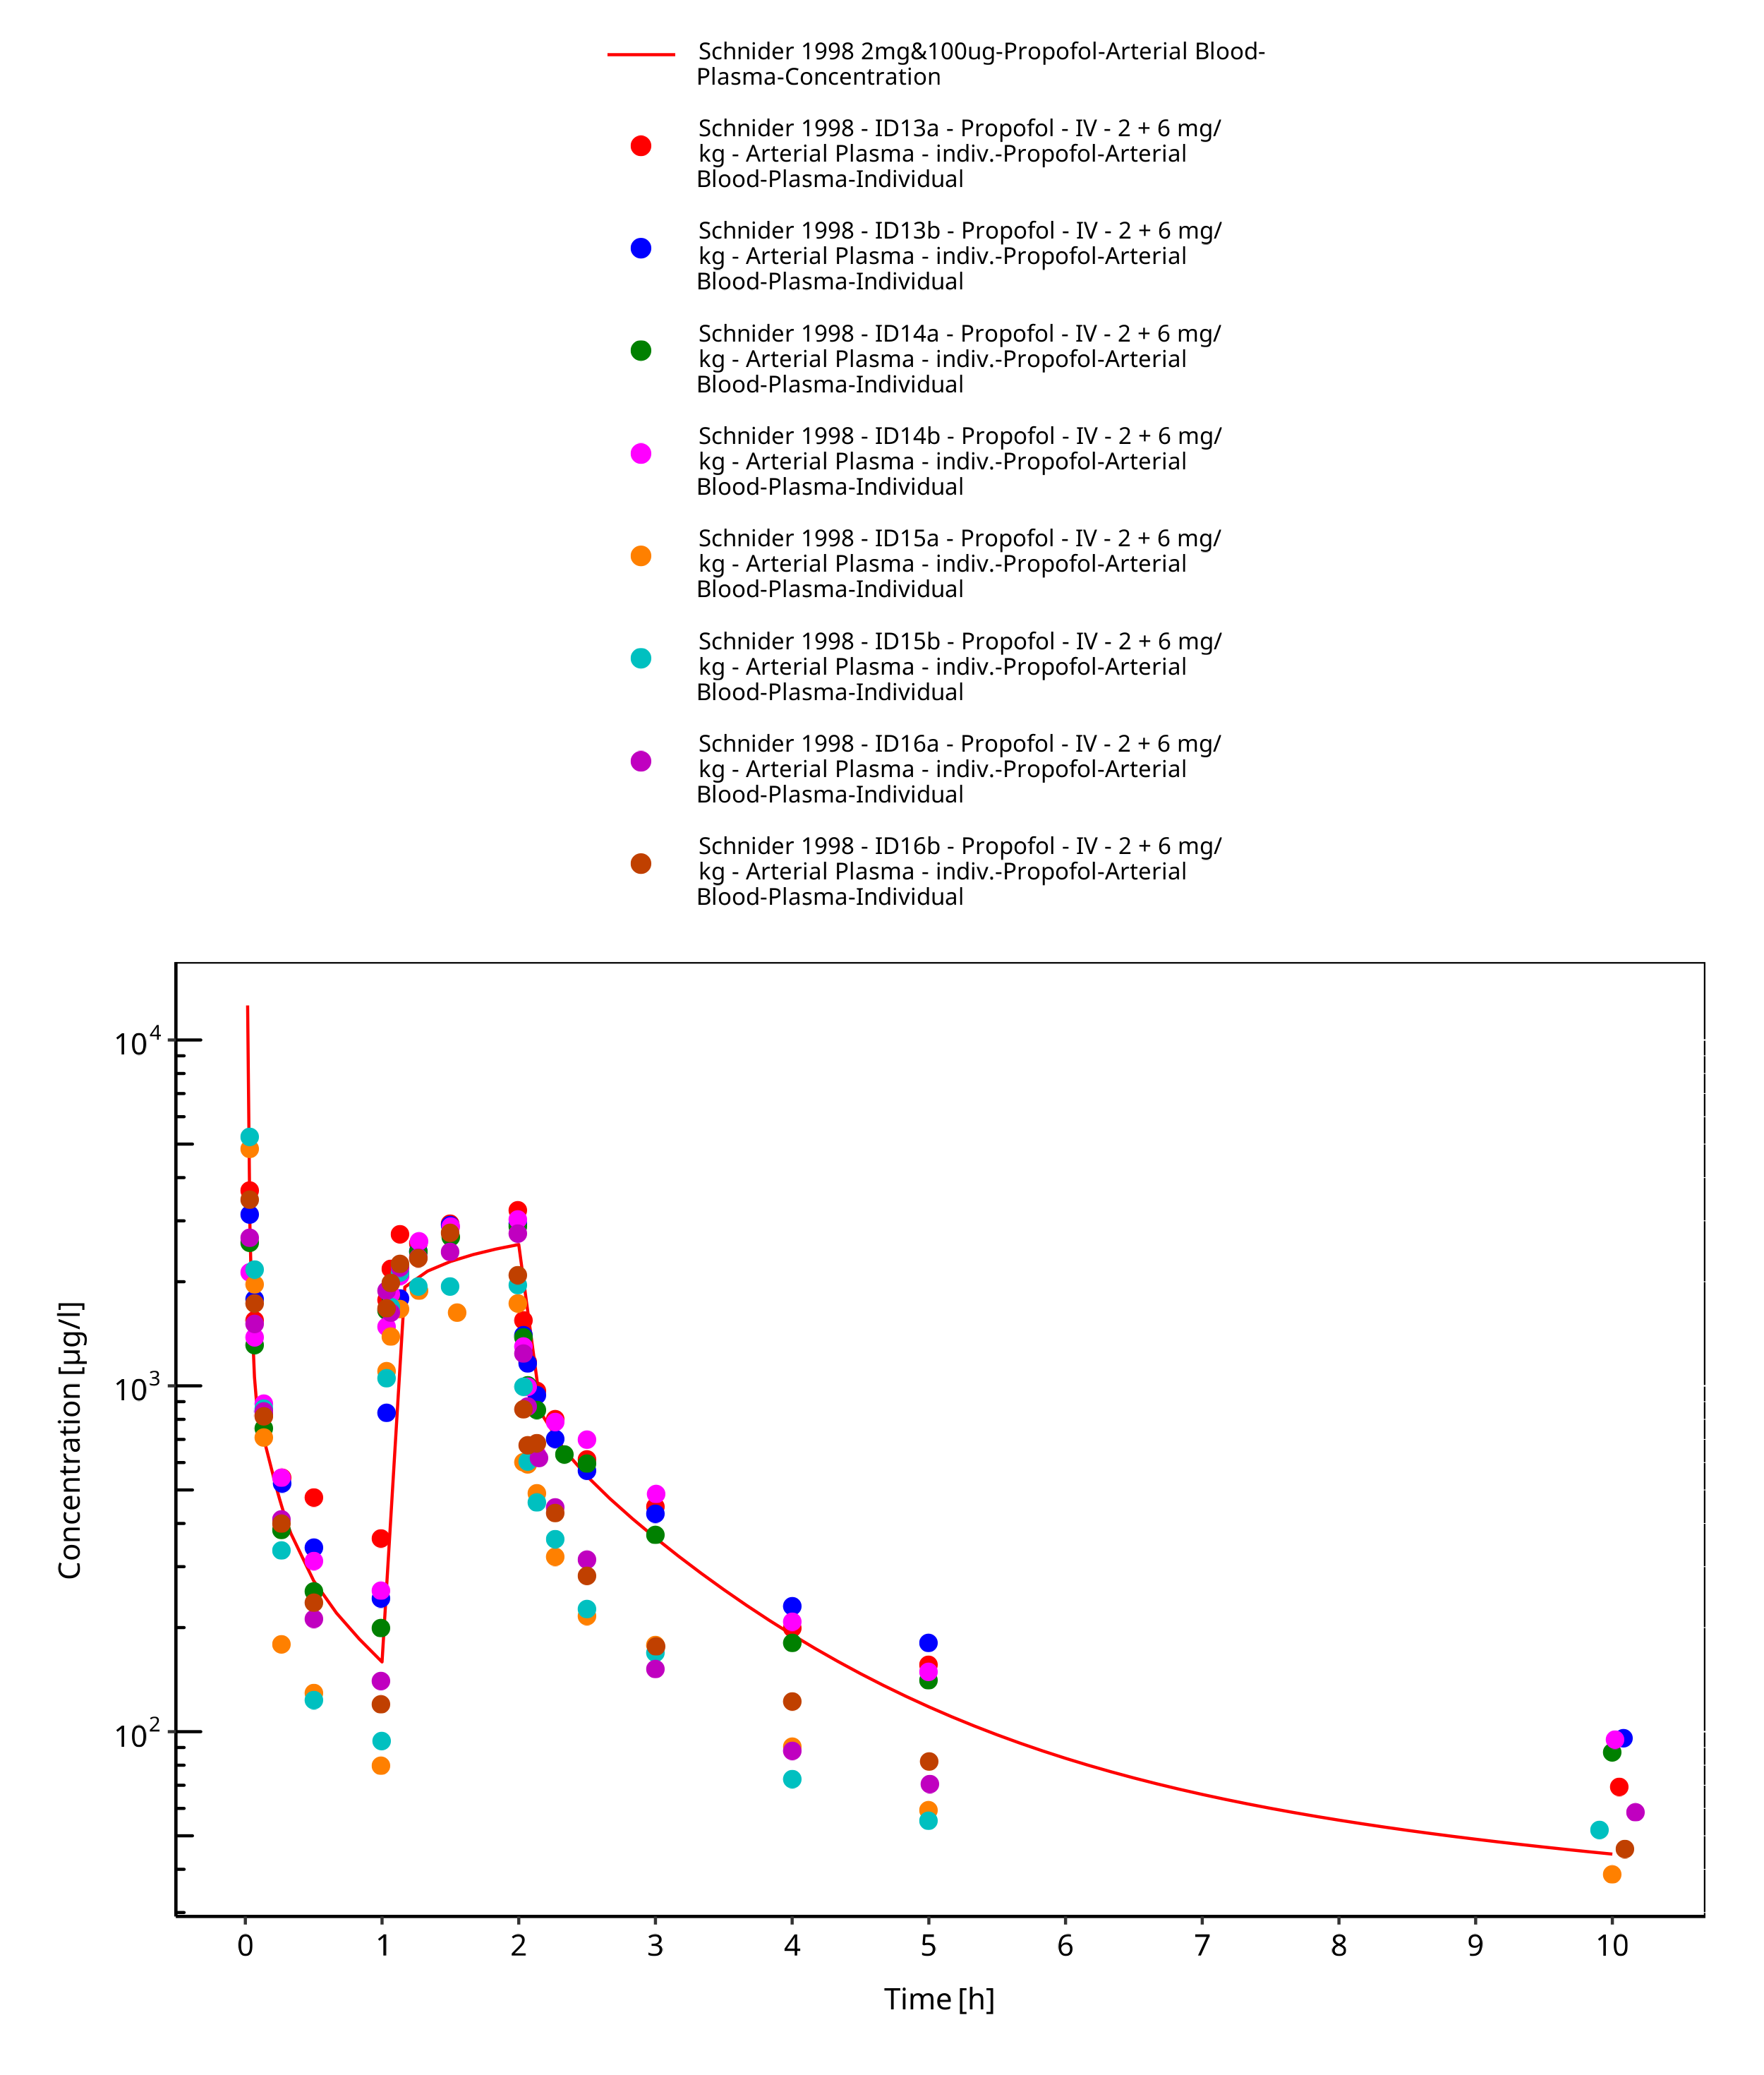 Schnider 1998 2mg&100ug-Propofol-Arterial Blood-
Plasma-Concentration
Schnider 1998 - ID13a - Propofol - IV - 2 + 6 mg/
kg - Arterial Plasma - indiv.-Propofol-Arterial
Blood-Plasma-Individual
Schnider 1998 - ID13b - Propofol - IV - 2 + 6 mg/
kg - Arterial Plasma - indiv.-Propofol-Arterial
Blood-Plasma-Individual
Schnider 1998 - ID14a - Propofol - IV - 2 + 6 mg/
kg - Arterial Plasma - indiv.-Propofol-Arterial
Blood-Plasma-Individual
Schnider 1998 - ID14b - Propofol - IV - 2 + 6 mg/
kg - Arterial Plasma - indiv.-Propofol-Arterial
Blood-Plasma-Individual
Schnider 1998 - ID15a - Propofol - IV - 2 + 6 mg/
kg - Arterial Plasma - indiv.-Propofol-Arterial
Blood-Plasma-Individual
Schnider 1998 - ID15b - Propofol - IV - 2 + 6 mg/
kg - Arterial Plasma - indiv.-Propofol-Arterial
Blood-Plasma-Individual
Schnider 1998 - ID16a - Propofol - IV - 2 + 6 mg/
kg - Arterial Plasma - indiv.-Propofol-Arterial
Blood-Plasma-Individual
Schnider 1998 - ID16b - Propofol - IV - 2 + 6 mg/
kg - Arterial Plasma - indiv.-Propofol-Arterial
Blood-Plasma-Individual
Concentration [µg/l]
10⁴
10³
10²
0 1 2 3 4 5 6 7 8 9 10
Time [h]